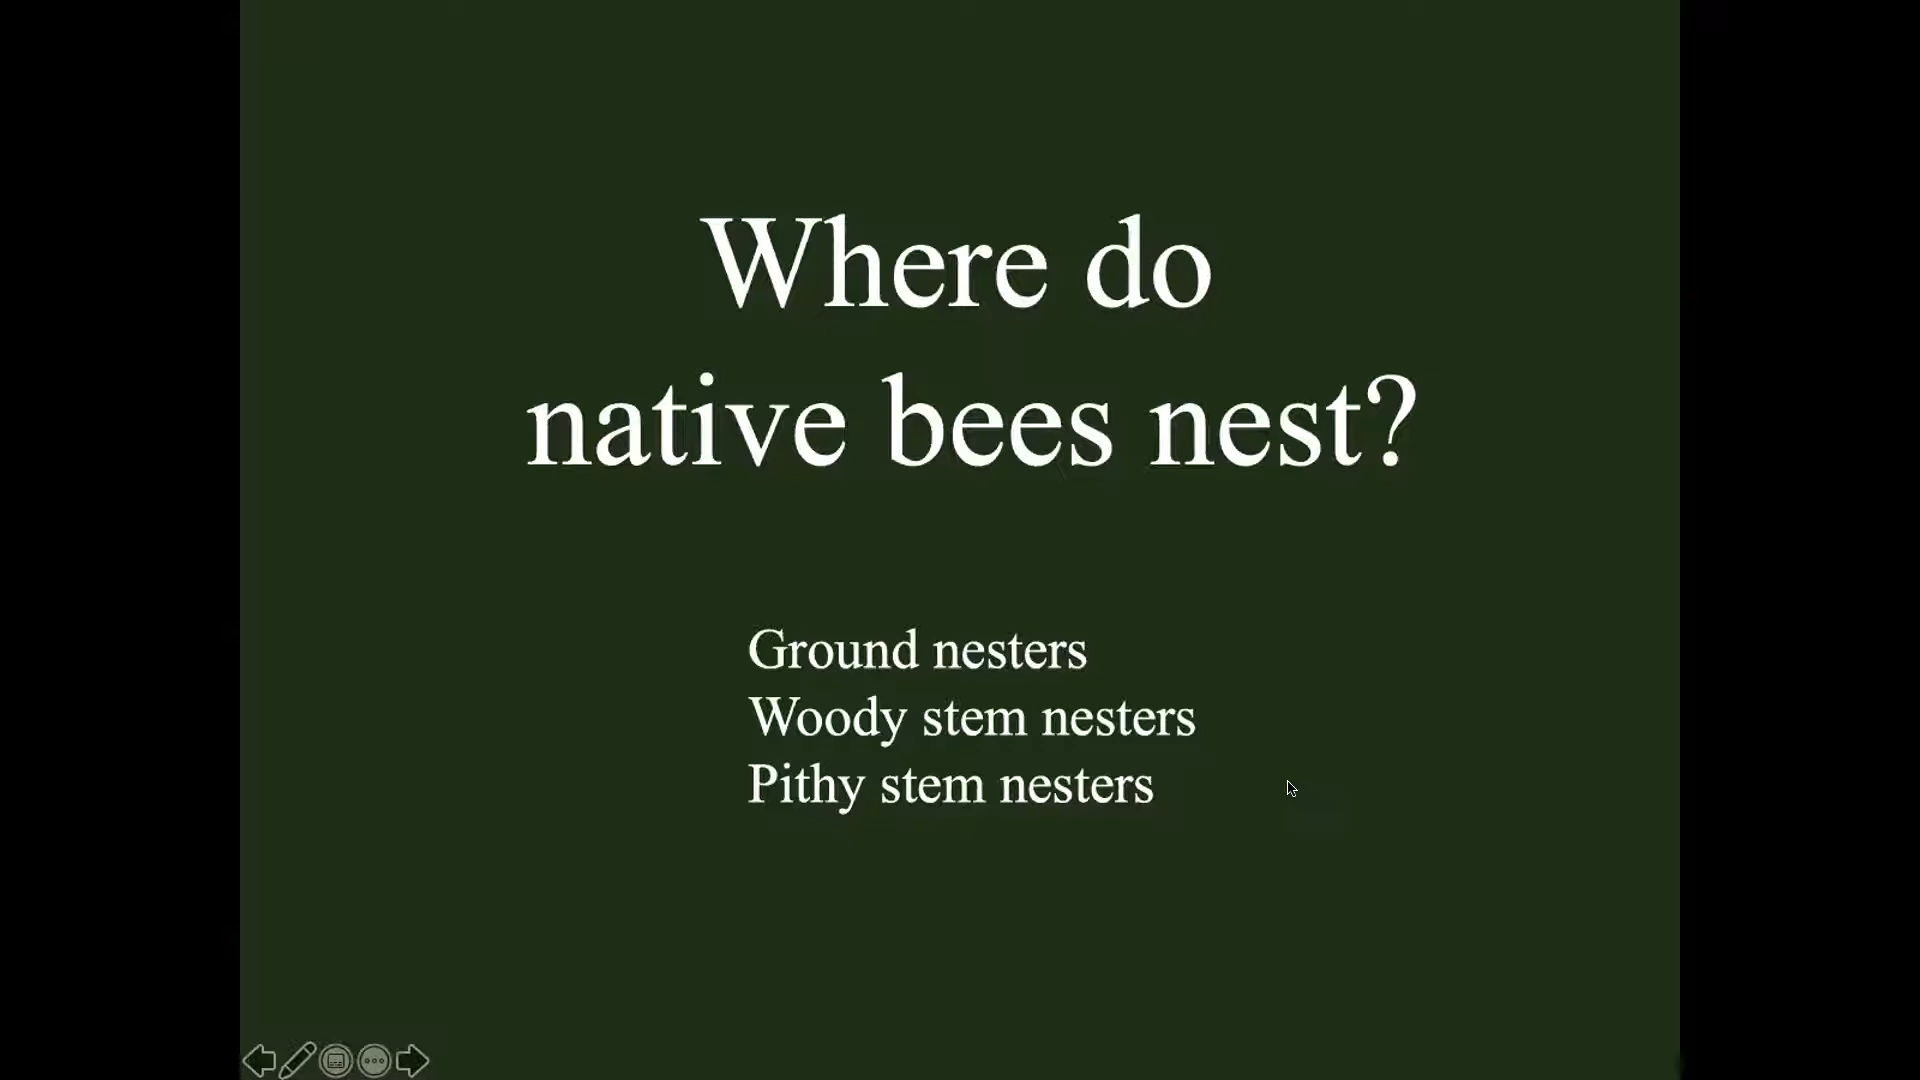 Where do
native bees nest?
Ground nesters
Woody stem nesters
Pithy stem nesters